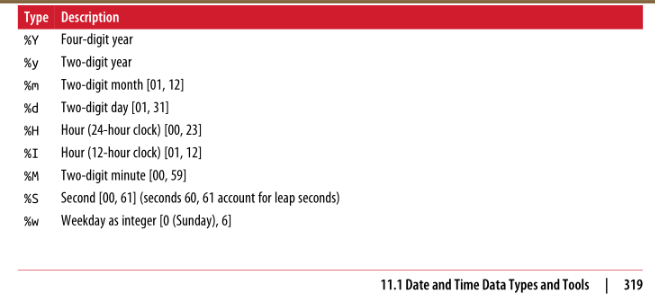 Type Description
%Y Four-digit year
%y Two-digit year
%m Two-digit month [01, 12]
%d Two-digit day [01, 31]
%H Hour (24-hour clock) [00, 23]
%I Hour (12-hour clock) [01, 12]
%M Two-digit minute [00, 59]
%S Second [00, 61] (seconds 60, 61 account for leap seconds)
%w Weekday as integer [0 (Sunday), 6]
11.1 Date and Time Data Types and Tools | 319